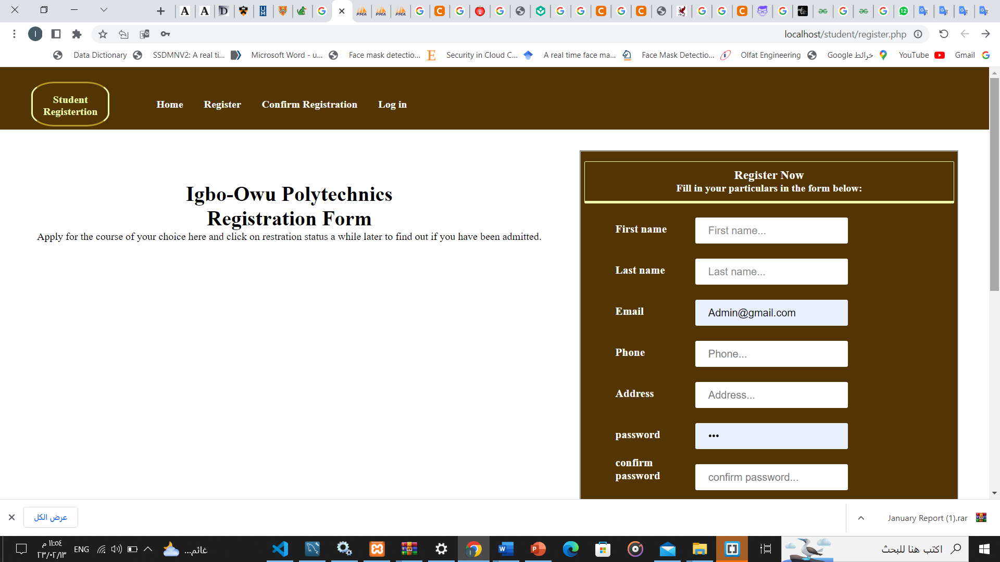 localhost/student/register.php
Data Dictionary
SSDMNV2: A real ti...
Microsoft Word - u...
Face mask detectio...
Security in Cloud C...
A real time face ma...
Face Mask Detectio...
Olfat Engineering
خرائط Google
YouTube
Gmail
Student
Registertion
Home
Register
Confirm Registration
Log in
Igbo-Owu Polytechnics
Registration Form
Apply for the course of your choice here and click on restration status a while later to find out if you have been admitted.
Register Now
Fill in your particulars in the form below:
First name
First name...
Last name
Last name...
Email
Admin@gmail.com
Phone
Phone...
Address
Address...
password
•••
confirm
password
confirm password...
عرض الكل
January Report (1).rar
١١:٥٤ م
٢٣/٠٢/١٣
ENG
غائم...
اكتب هنا للبحث